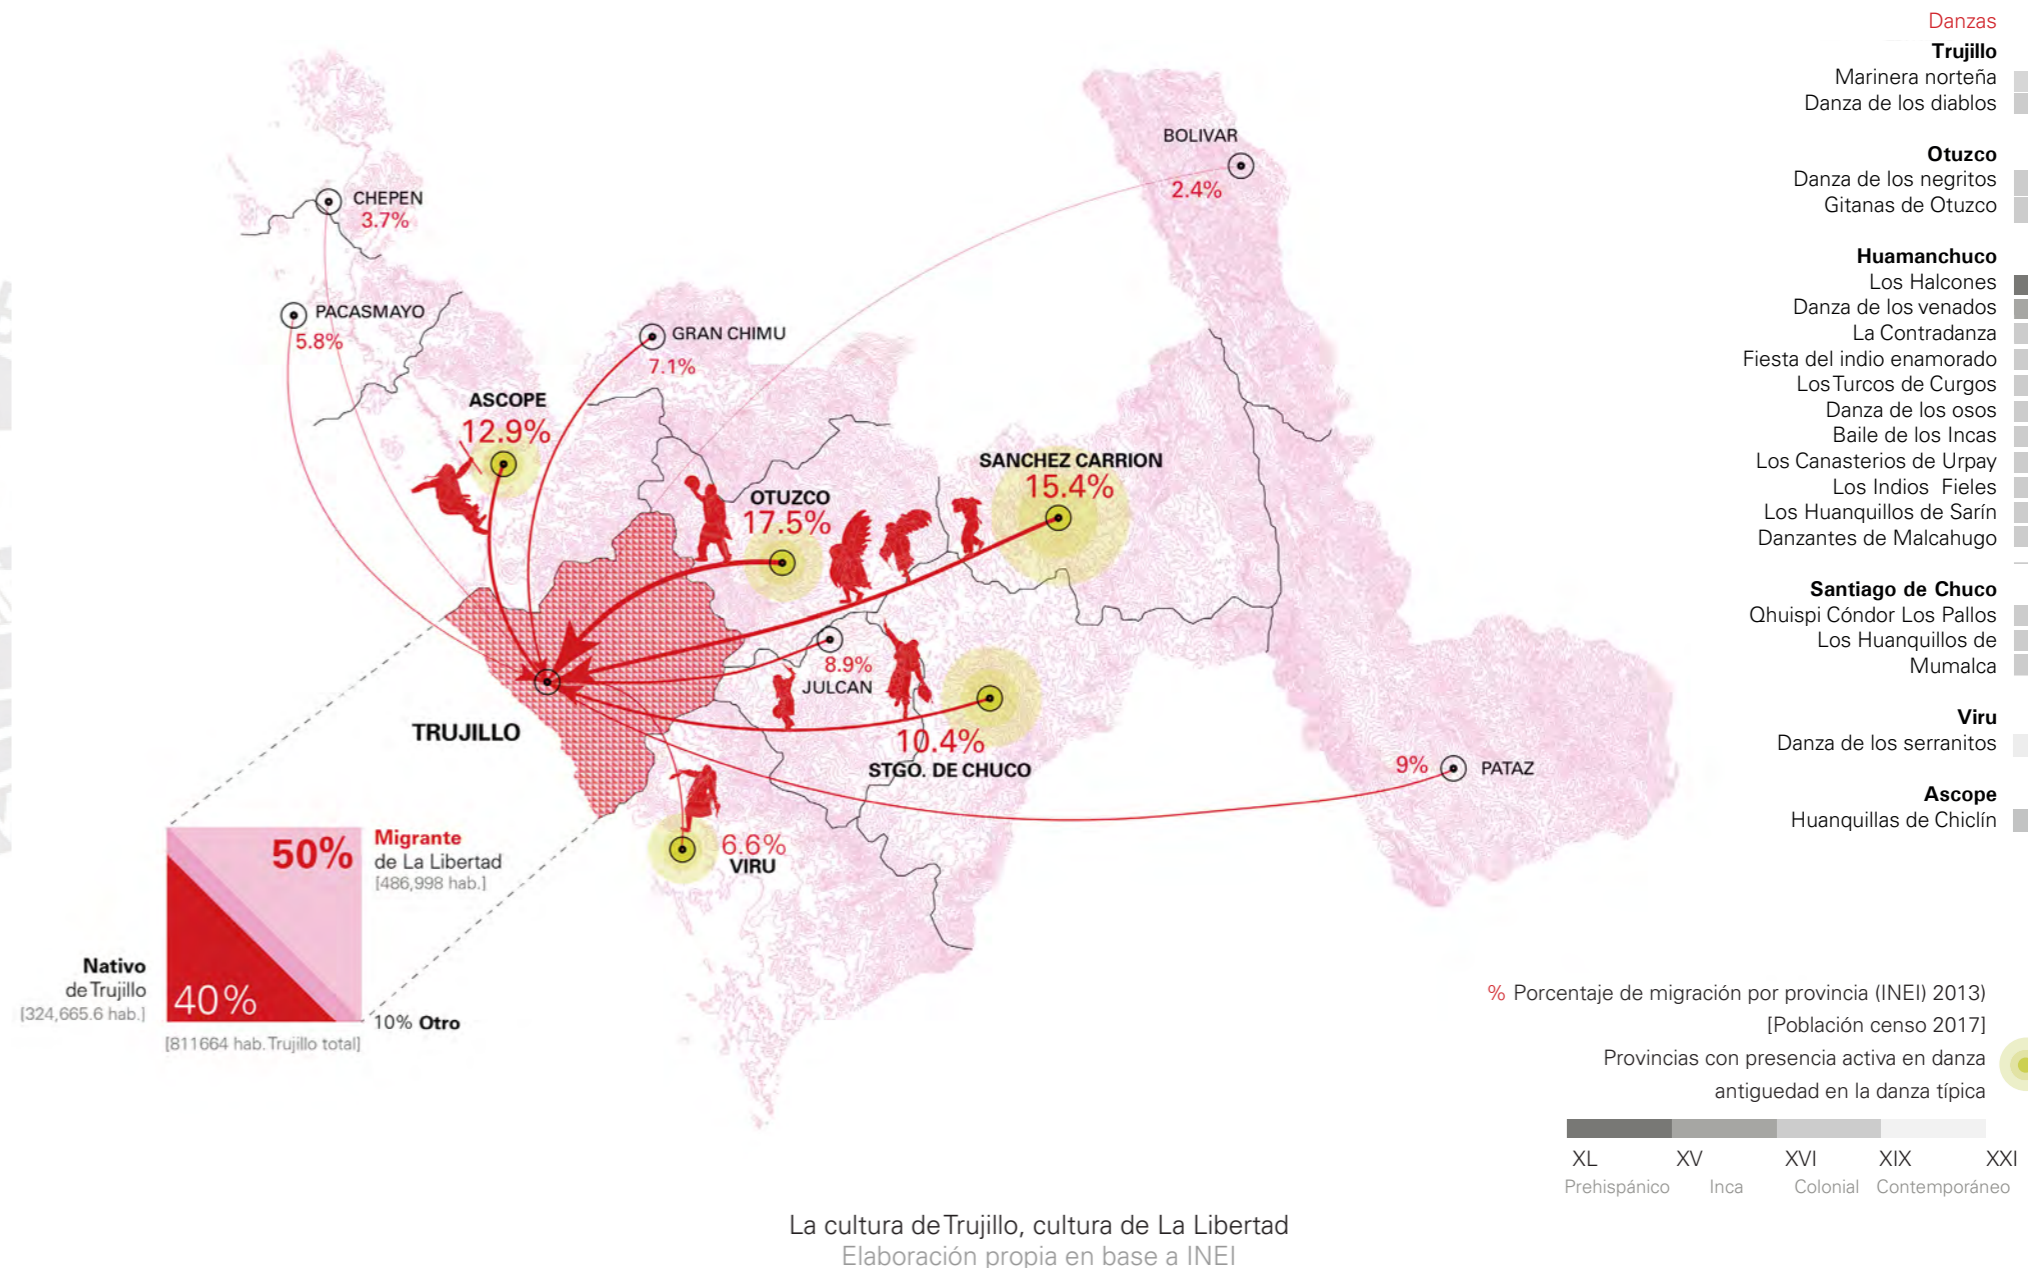 BOLIVAR
2.4%
CHEPEN
3.7%
PACASMAYO
5.8%
GRAN CHIMU
7.1%
ASCOPE
12.9%
SANCHEZ CARRION
15.4%
OTUZCO
17.5%
8.9%
JULCAN
TRUJILLO
10.4%
STGO. DE CHUCO
9%
PATAZ
6.6%
VIRU
50%
Migrante
de La Libertad
[486,998 hab.]
Nativo
de Trujillo
[324,665.6 hab.]
40%
10% Otro
[811664 hab. Trujillo total]
Danzas
Trujillo
Marinera norteña
Danza de los diablos
Otuzco
Danza de los negritos
Gitanas de Otuzco
Huamanchuco
Los Halcones
Danza de los venados
La Contradanza
Fiesta del indio enamorado
Los Turcos de Curgos
Danza de los osos
Baile de los Incas
Los Canasterios de Urpay
Los Indios Fieles
Los Huanquillos de Sarín
Danzantes de Malcahugo
Santiago de Chuco
Qhuispi Cóndor Los Pallos
Los Huanquillos de
Mumalca
Viru
Danza de los serranitos
Ascope
Huanquillas de Chiclín
% Porcentaje de migración por provincia (INEI) 2013)
[Población censo 2017]
Provincias con presencia activa en danza
antiguedad en la danza típica
XL XV XVI XIX XXI
Prehispánico Inca Colonial Contemporáneo
La cultura de Trujillo, cultura de La Libertad
Elaboración propia en base a INEI